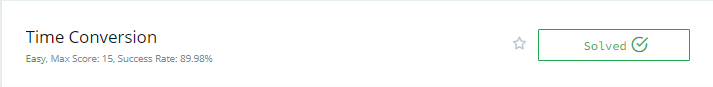 Time Conversion
Solved
Easy, Max Score: 15, Success Rate: 89.98%